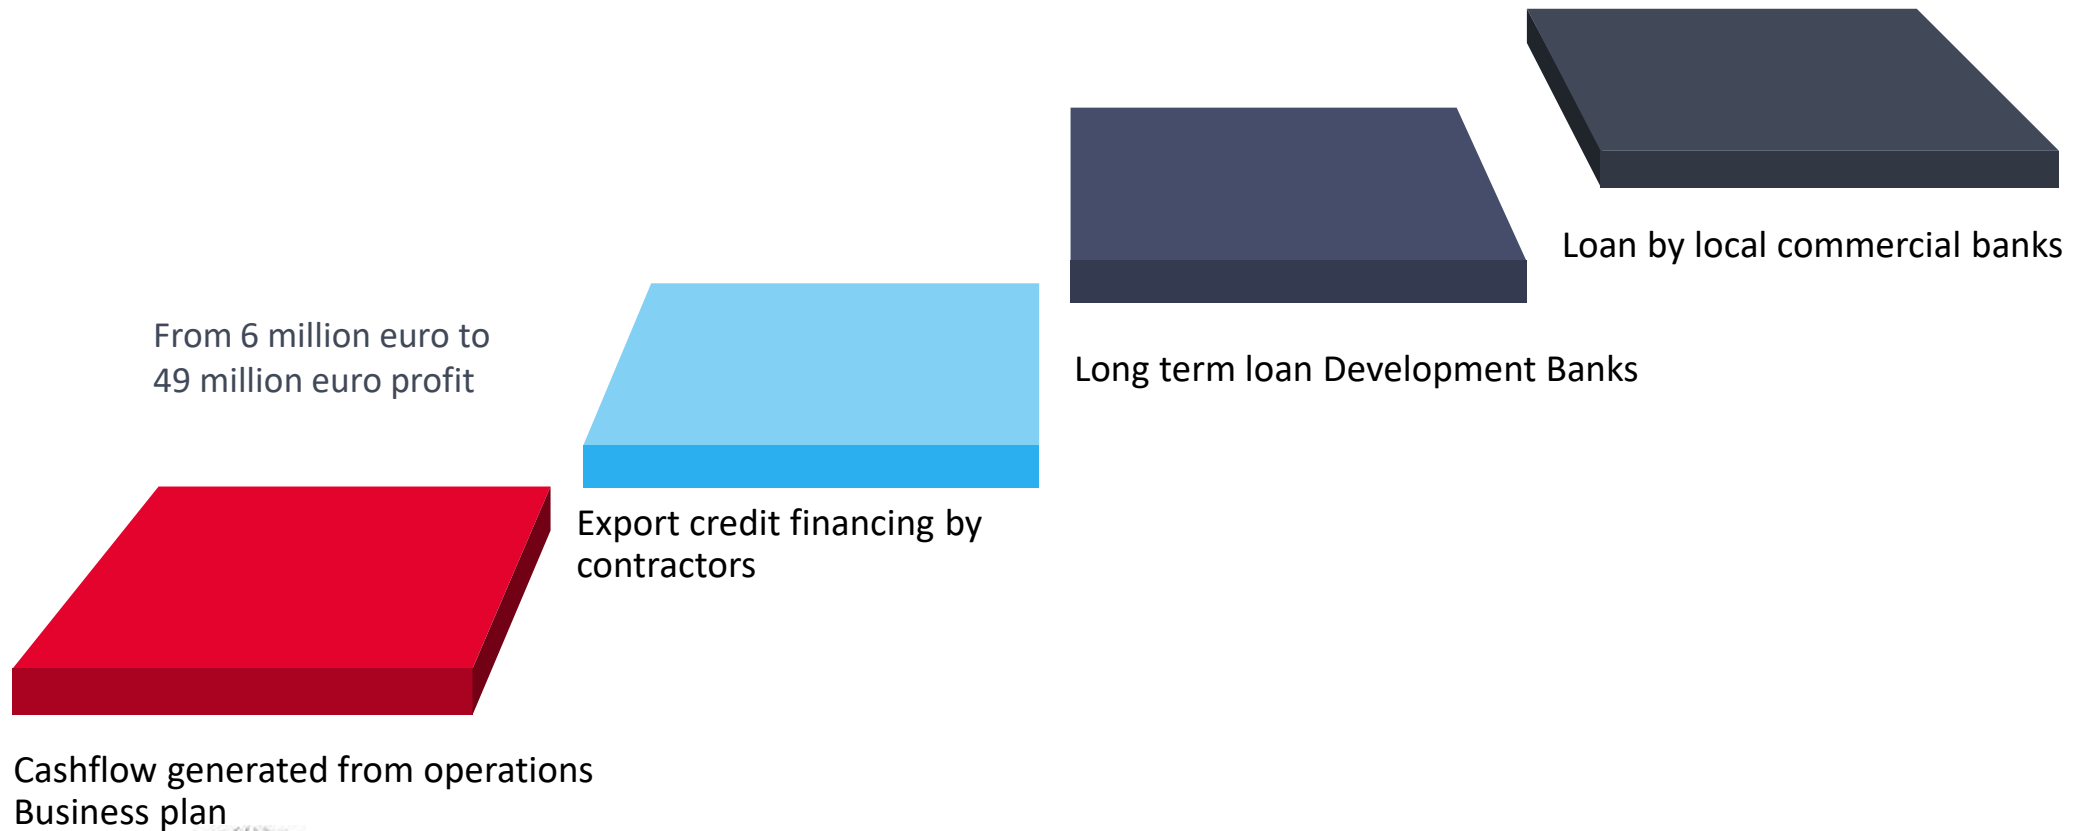 From 6 million euro to
49 million euro profit
Cashflow generated from operations
Business plan
Export credit financing by
contractors
Long term loan Development Banks
Loan by local commercial banks